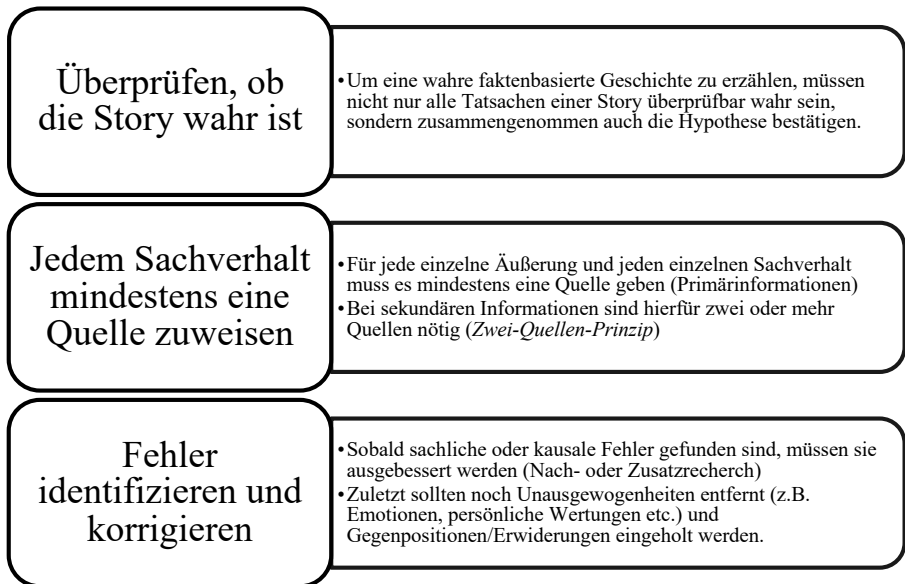 Überprüfen, ob
die Story wahr ist
•Um eine wahre faktenbasierte Geschichte zu erzählen, müssen
nicht nur alle Tatsachen einer Story überprüfbar wahr sein,
sondern zusammengenommen auch die Hypothese bestätigen.
Jedem Sachverhalt
mindestens eine
Quelle zuweisen
•Für jede einzelne Äußerung und jeden einzelnen Sachverhalt
muss es mindestens eine Quelle geben (Primärinformationen)
•Bei sekundären Informationen sind hierfür zwei oder mehr
Quellen nötig (Zwei-Quellen-Prinzip)
Fehler
identifizieren und
korrigieren
•Sobald sachliche oder kausale Fehler gefunden sind, müssen sie
ausgebessert werden (Nach- oder Zusatzrecherch)
•Zuletzt sollten noch Unausgewogenheiten entfernt (z.B.
Emotionen, persönliche Wertungen etc.) und
Gegenpositionen/Erwiderungen eingeholt werden.